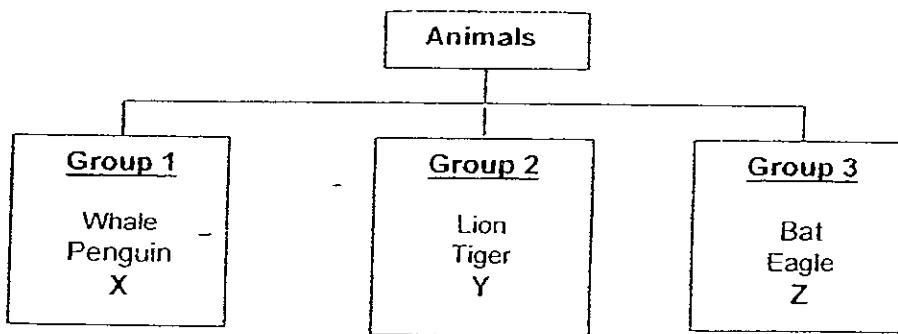 Animals
Group 1
Whale
Penguin
X
Group 2
Lion
Tiger
Y
Group 3
Bat
Eagle
Z